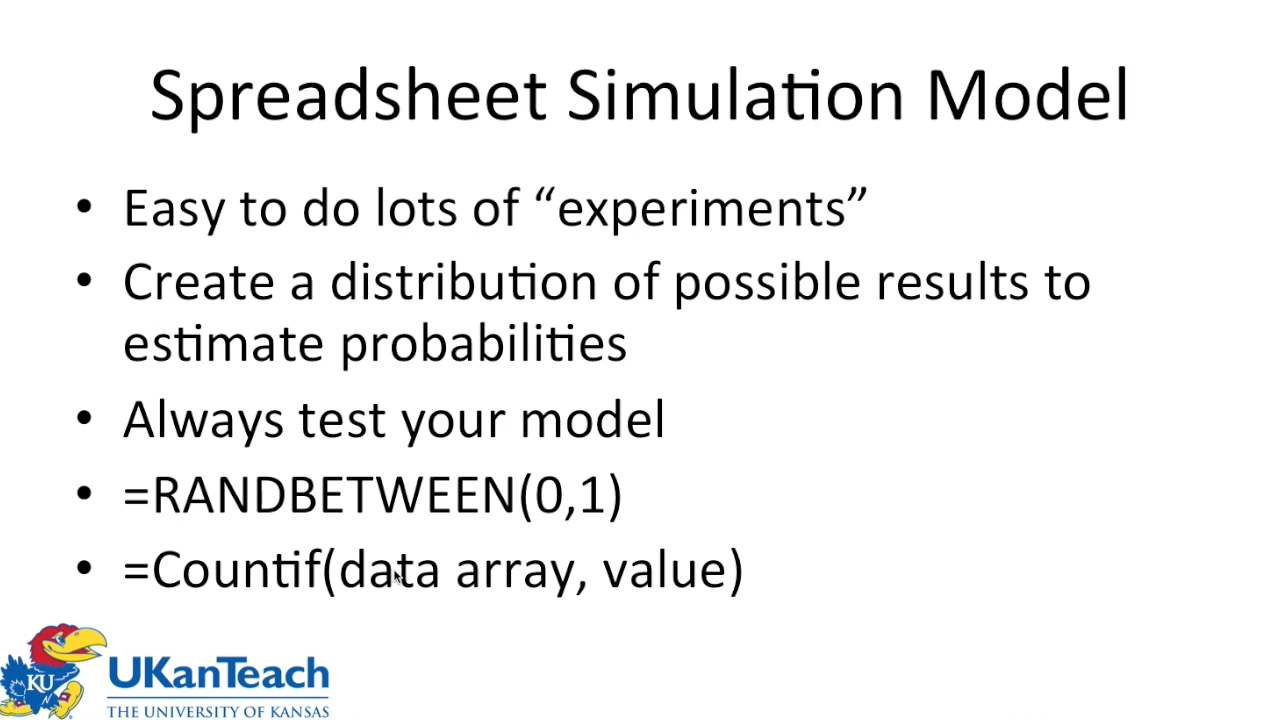 Spreadsheet Simulation Model
• Easy to do lots of “experiments”
• Create a distribution of possible results to
estimate probabilities
• Always test your model
• =RANDBETWEEN(0,1)
• =Countif(data array, value)
KU
UKanTeach
THE UNIVERSITY OF KANSAS